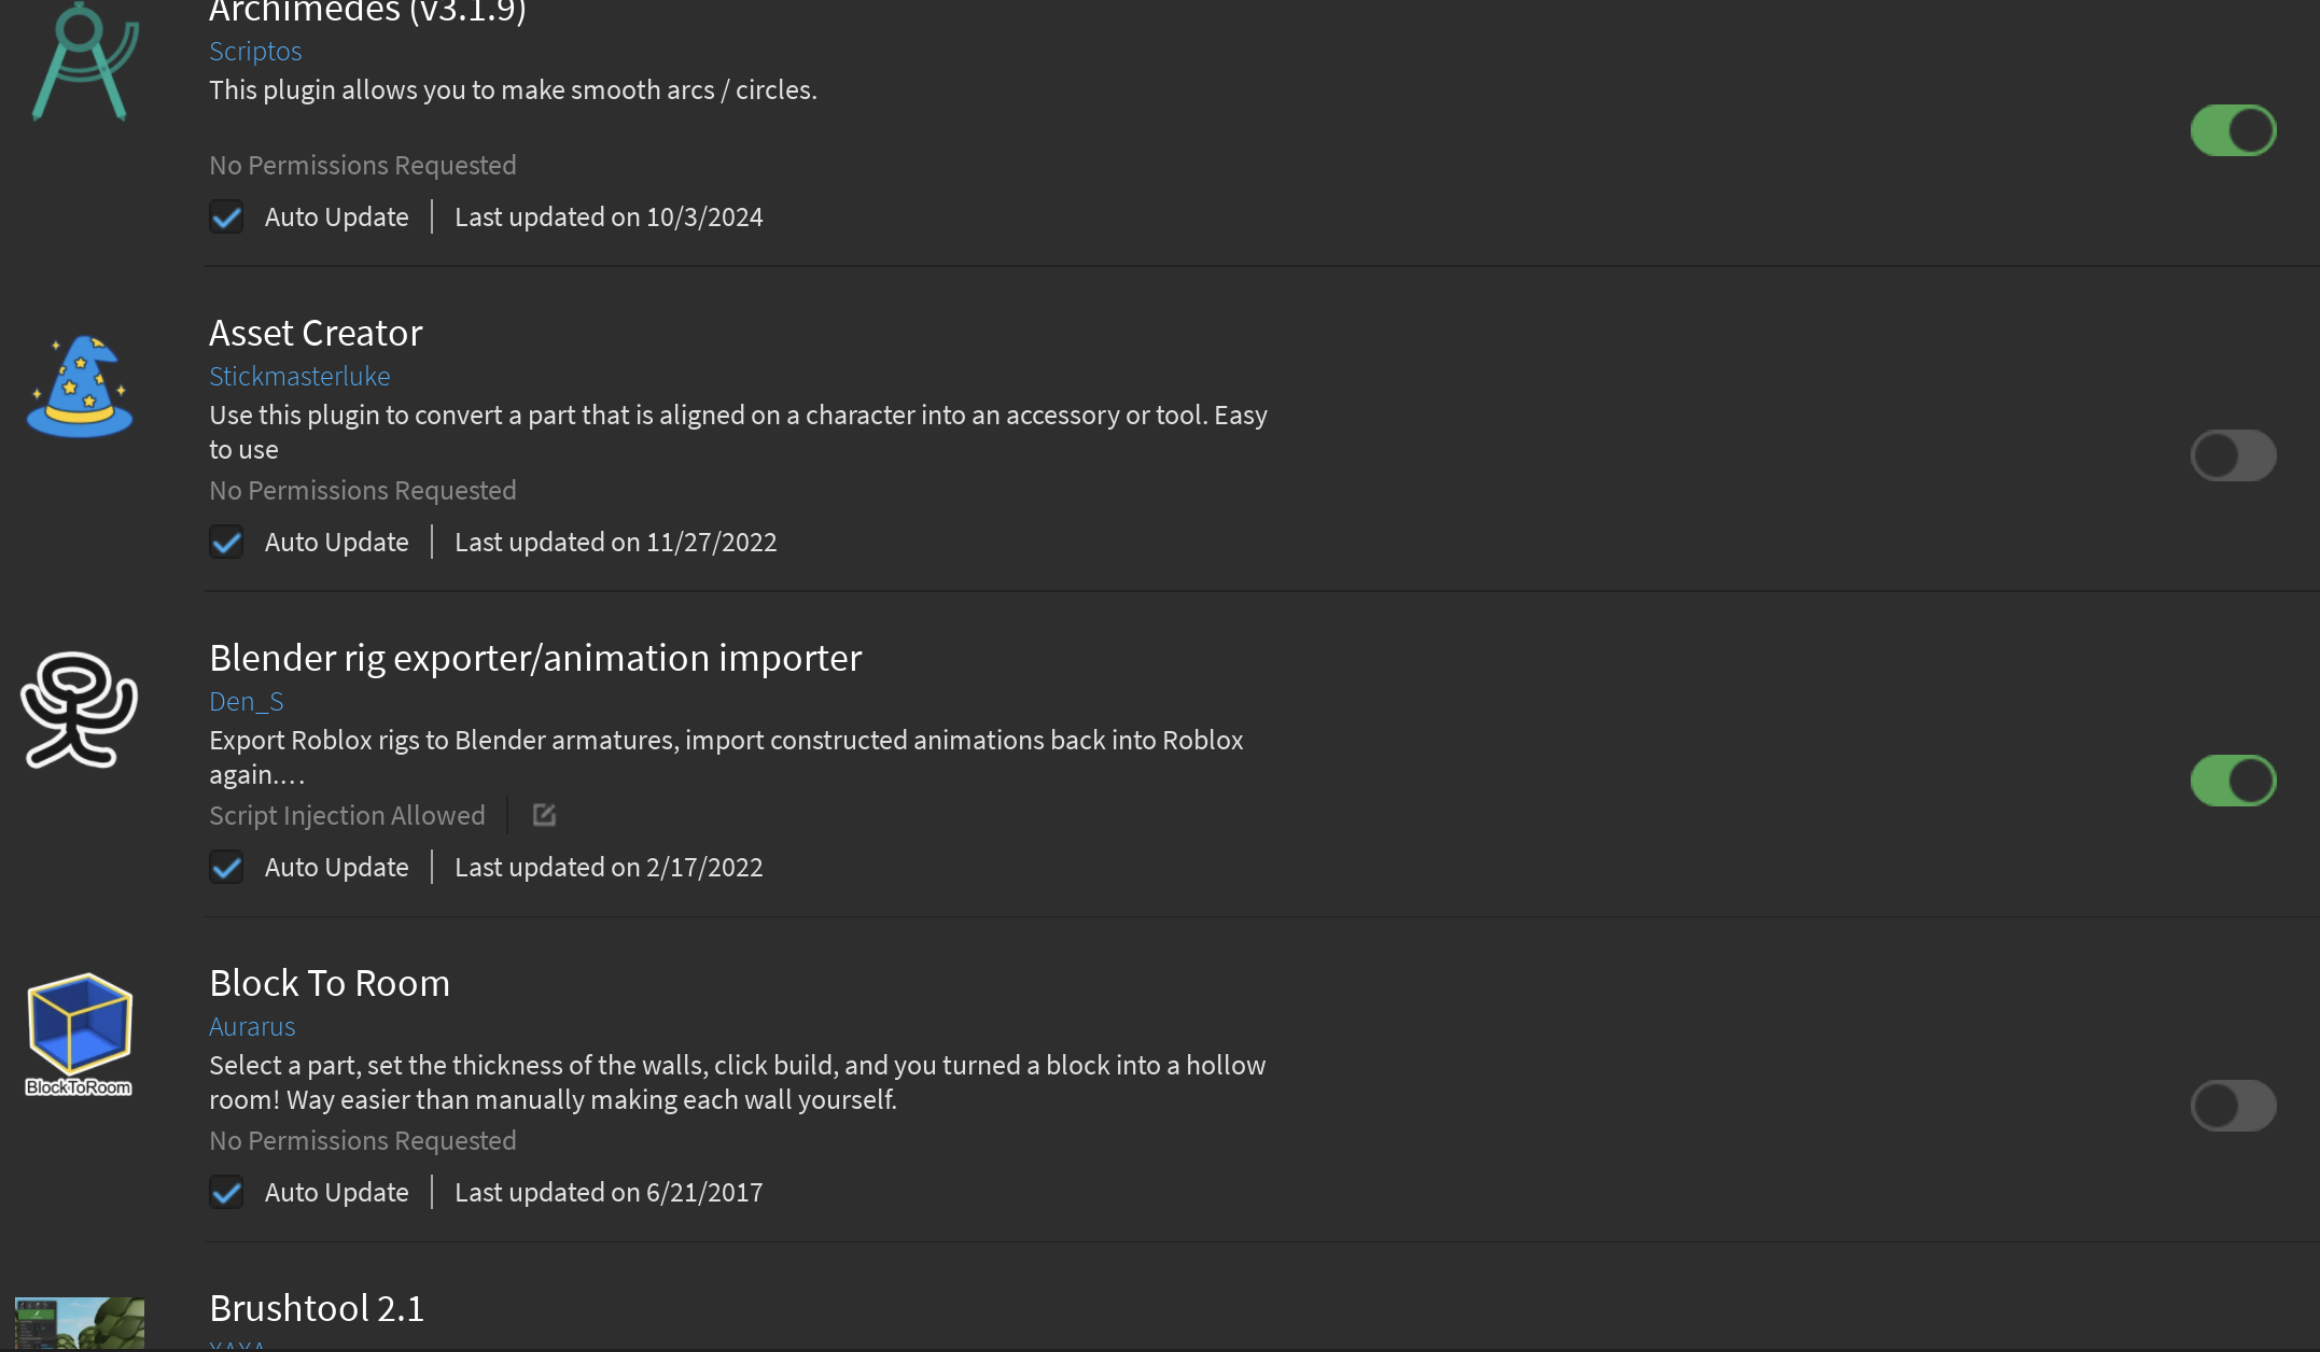 Archimedes (v3.1.9)
Scriptos
This plugin allows you to make smooth arcs / circles.
No Permissions Requested
Auto Update | Last updated on 10/3/2024
Asset Creator
Stickmasterluke
Use this plugin to convert a part that is aligned on a character into an accessory or tool. Easy
to use
No Permissions Requested
Auto Update | Last updated on 11/27/2022
Blender rig exporter/animation importer
Den_S
Export Roblox rigs to Blender armatures, import constructed animations back into Roblox
again....
Script Injection Allowed
Auto Update | Last updated on 2/17/2022
Block To Room
Aurarus
BlockToRoom
Select a part, set the thickness of the walls, click build, and you turned a block into a hollow
room! Way easier than manually making each wall yourself.
No Permissions Requested
Auto Update | Last updated on 6/21/2017
Brushtool 2.1